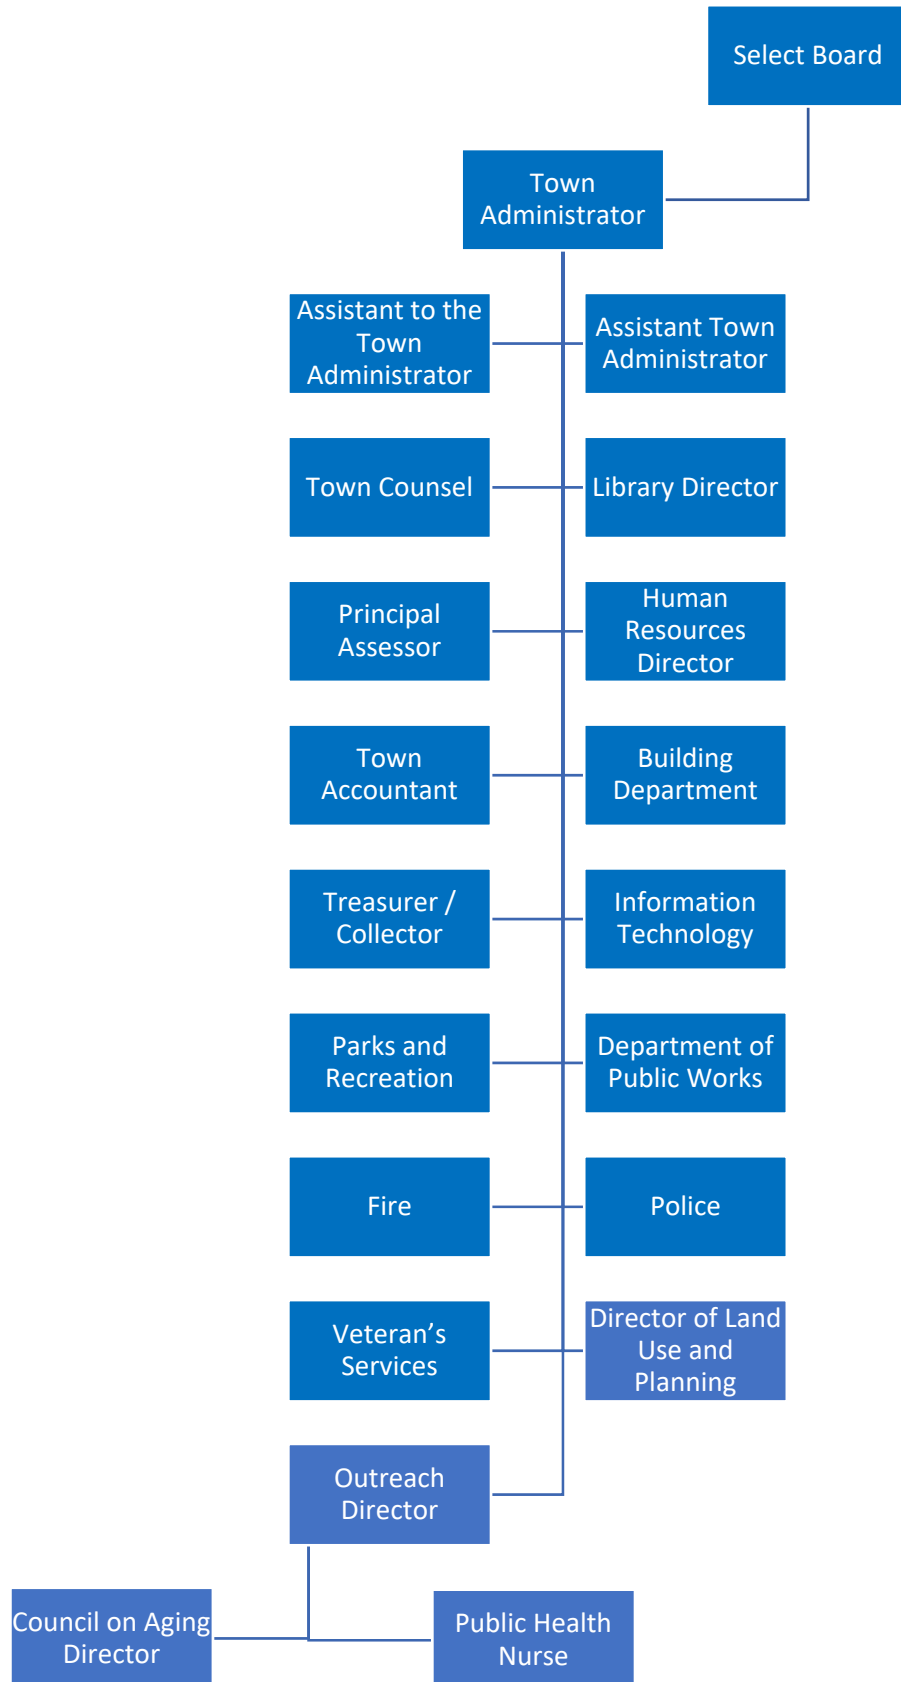 Select Board
Town
Administrator
Assistant to the
Town
Administrator
Assistant Town
Administrator
Town Counsel
Library Director
Principal
Assessor
Human
Resources
Director
Town
Accountant
Building
Department
Treasurer /
Collector
Information
Technology
Parks and
Recreation
Department of
Public Works
Fire
Police
Veteran’s
Services
Director of Land
Use and
Planning
Outreach
Director
Council on Aging
Director
Public Health
Nurse